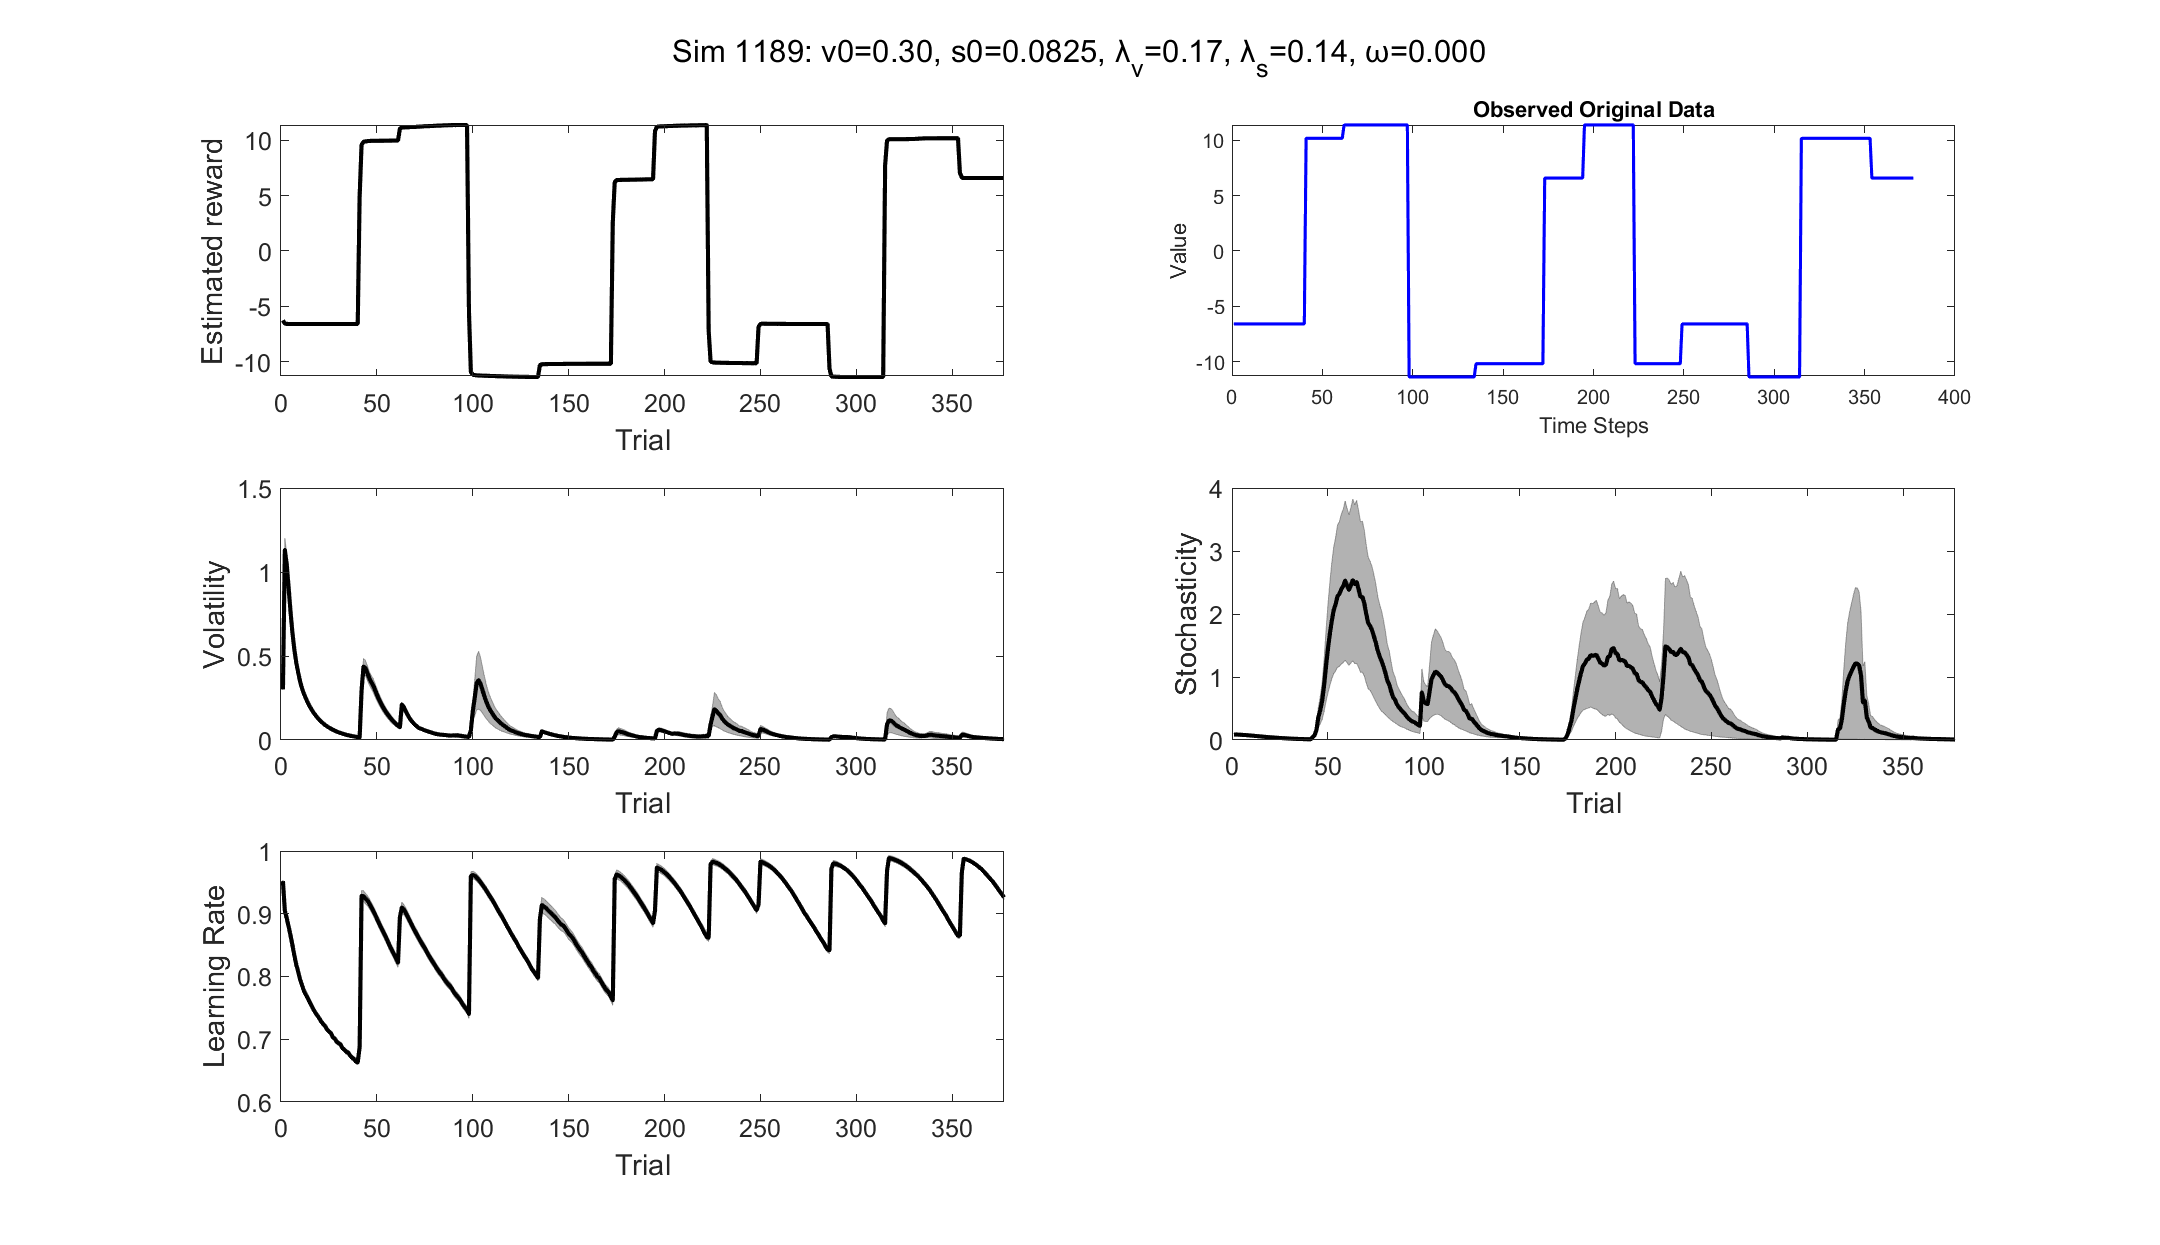 Sim 1189: v0=0.30, s0=0.0825, λv=0.17, λs=0.14, ω=0.000
Estimated reward
10
5
0
-5
-10
0 50 100 150 200 250 300 350
Trial
Observed Original Data
Value
10
5
0
-5
-10
0 50 100 150 200 250 300 350 400
Time Steps
Volatility
1.5
1
0.5
0
0 50 100 150 200 250 300 350
Trial
Stochasticity
4
3
2
1
0
0 50 100 150 200 250 300 350
Trial
Learning Rate
1
0.9
0.8
0.7
0.6
0 50 100 150 200 250 300 350
Trial